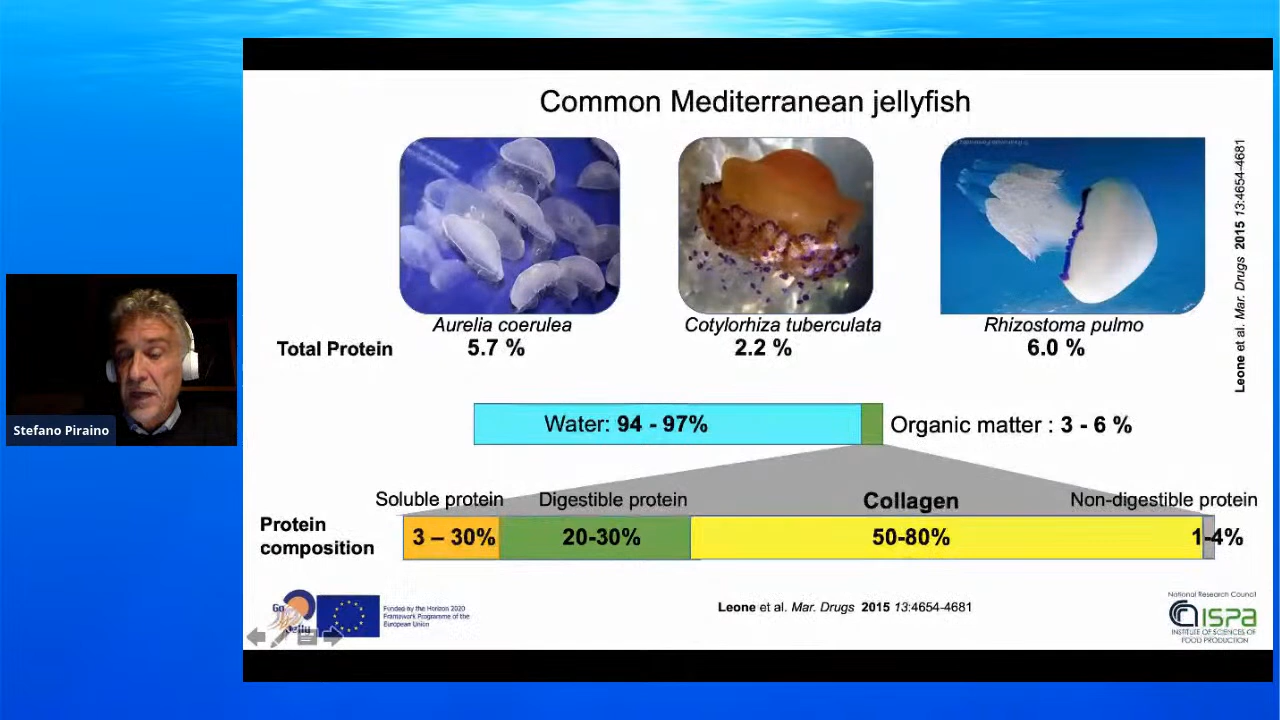 Common Mediterranean jellyfish
Aurelia coerulea
Cotylorhiza tuberculata
Rhizostoma pulmo
Total Protein
5.7 %
2.2 %
6.0 %
Leone et al. Mar. Drugs 2015 13:4654-4681
Water: 94 - 97%
Organic matter : 3 - 6 %
Soluble protein
Digestible protein
Collagen
Non-digestible protein
Protein
composition
3 – 30%
20-30%
50-80%
1-4%
Stefano Piraino
Go
Jelly
Funded by the Horizon 2020
Framework Programme of the
European Union
Leone et al. Mar. Drugs 2015 13:4654-4681
National Research Council
ISPA
INSTITUTE OF SCIENCES OF
FOOD PRODUCTION